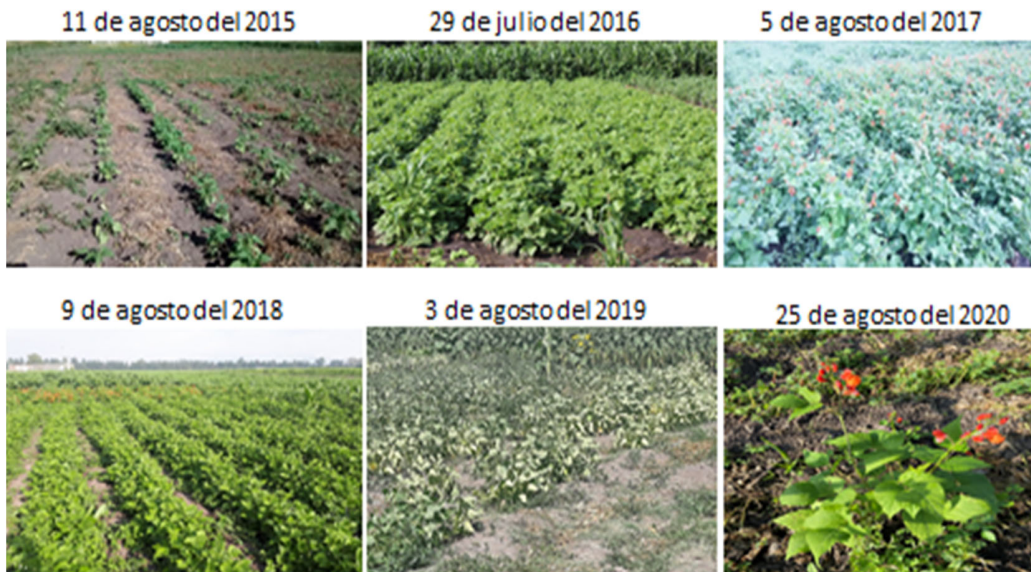 11 de agosto del 2015
29 de julio del 2016
5 de agosto del 2017
9 de agosto del 2018
3 de agosto del 2019
25 de agosto del 2020